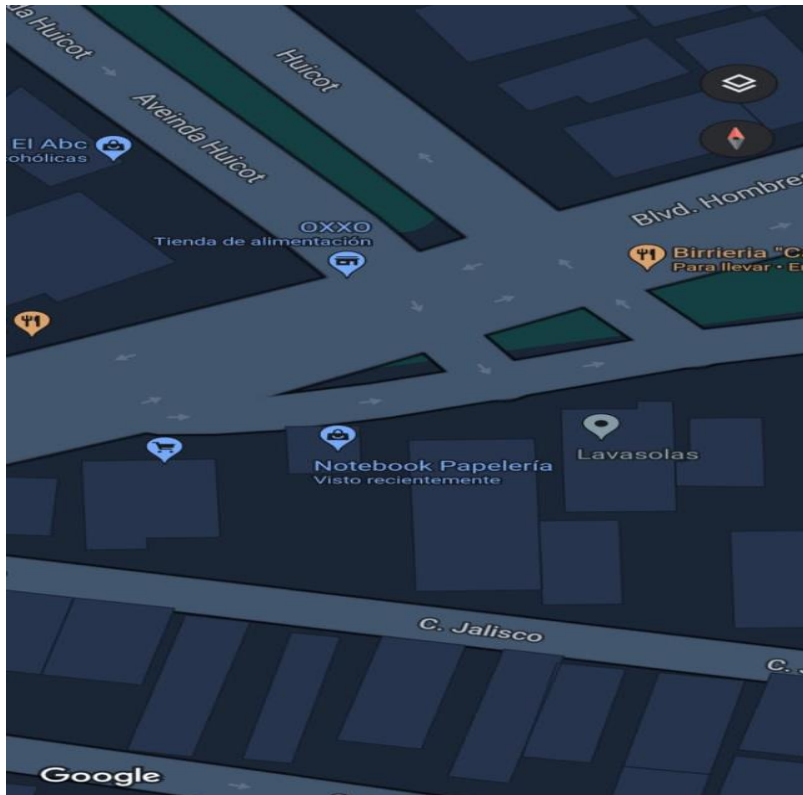 da Huicot
Huicot
Aveinda Huicot
El Abc
ohólicas
Blvd. Hombres
OXXO
Tienda de alimentación
Birrieria "C
Para llevar · E
Notebook Papelería
Visto recientemente
Lavasolas
C. Jalisco
C. J
Google